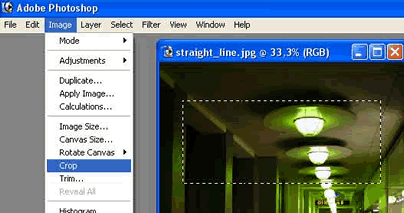 Adobe Photoshop
File Edit Image Layer Select Filter View Window Help
Mode
Adjustments
Duplicate...
Apply Image...
Calculations...
Image Size...
Canvas Size...
Rotate Canvas
Crop
Trim...
Reveal All
Histogram...
straight_line.jpg @ 33,3% (RGB)